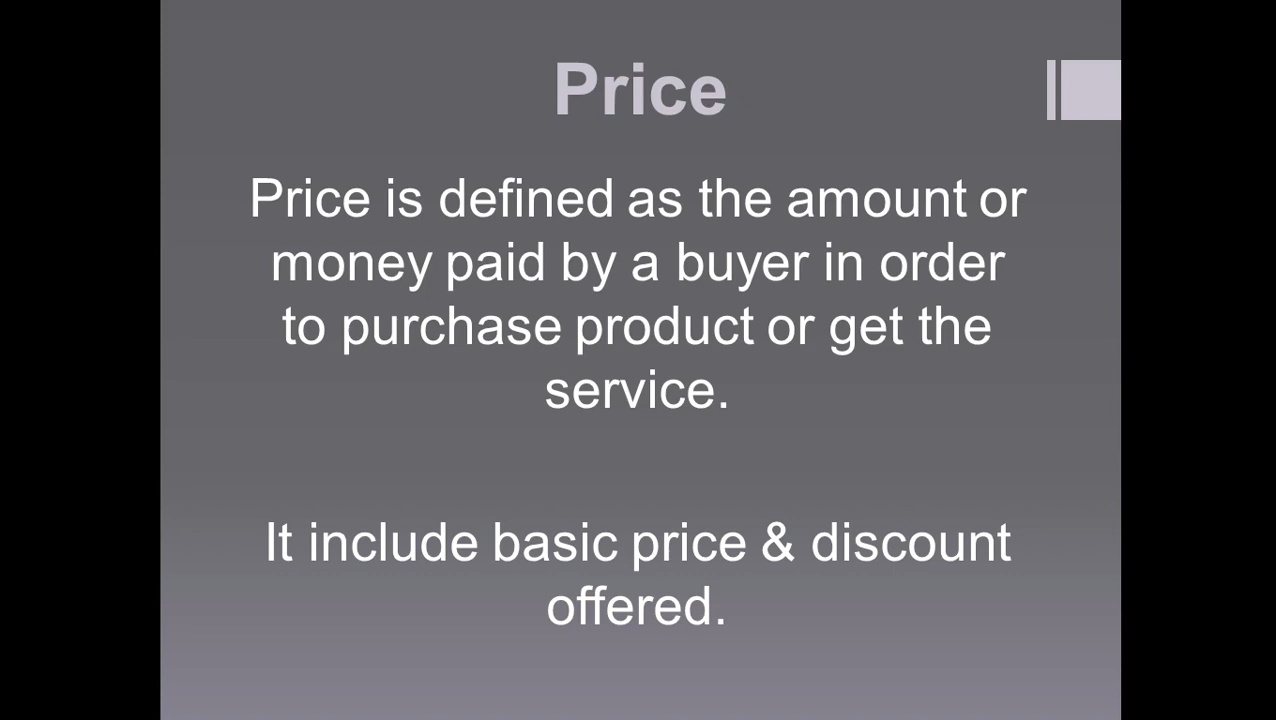 Price
Price is defined as the amount or
money paid by a buyer in order
to purchase product or get the
service.
It include basic price & discount
offered.